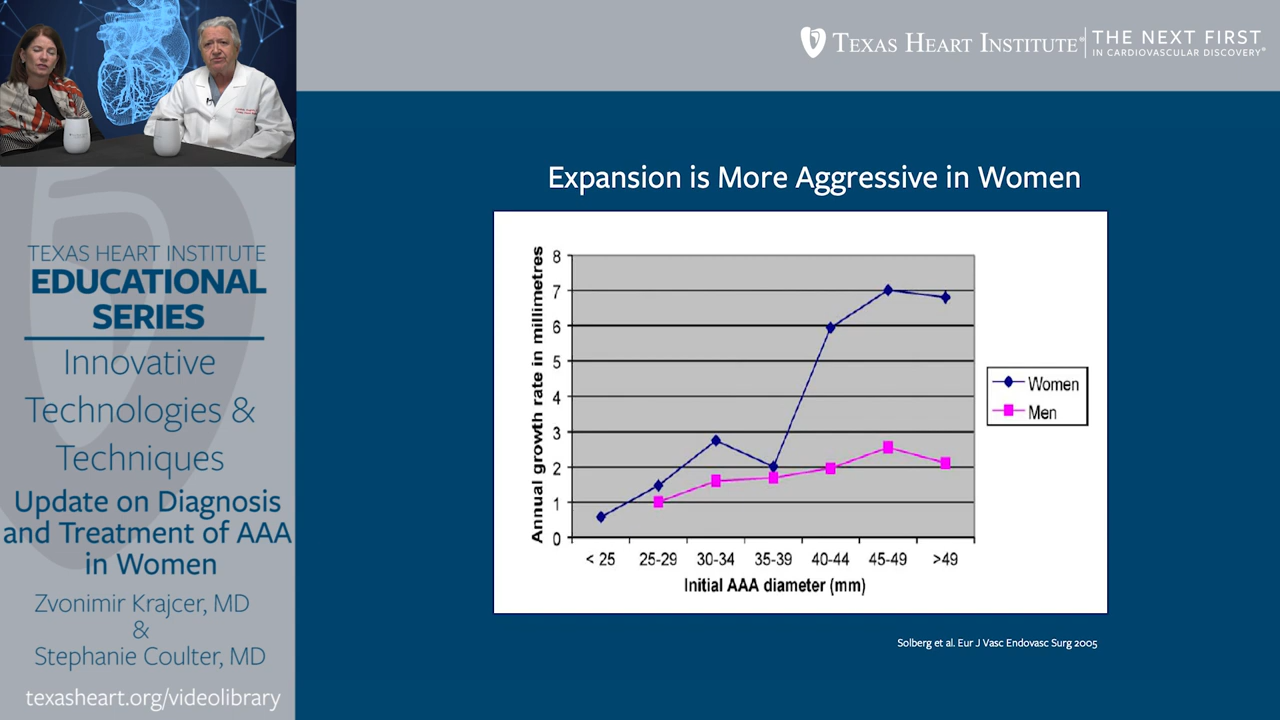 TEXAS HEART INSTITUTE®
THE NEXT FIRST
IN CARDIOVASCULAR DISCOVERY®
TEXAS HEART INSTITUTE
EDUCATIONAL
SERIES
Innovative
Technologies &
Techniques
Update on Diagnosis
and Treatment of AAA
in Women
Zvonimir Krajcer, MD
&
Stephanie Coulter, MD
texasheart.org/videolibrary
Expansion is More Aggressive in Women
Annual growth rate in millimetres
8
7
6
5
4
3
2
1
0
< 25 25-29 30-34 35-39 40-44 45-49 >49
Initial AAA diameter (mm)
Women
Men
Solberg et al. Eur J Vasc Endovasc Surg 2005